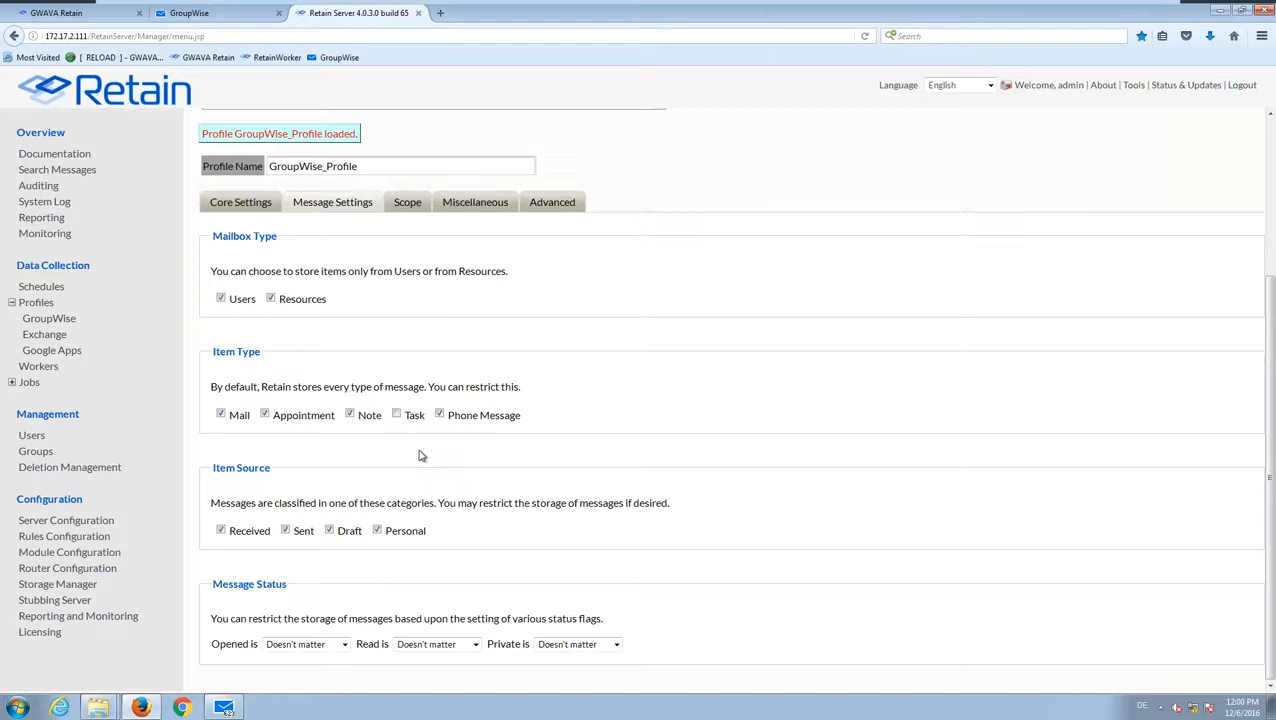 GWAVA Retain
GroupWise
Retain Server 4.0.3.0 build 65
172.17.2.111/RetainServer/Manager/menu.jsp
Search
Most Visited
[ RELOAD ] - GWAVA...
GWAVA Retain
RetainWorker
GroupWise
Retain
Language
English
Welcome, admin | About | Tools | Status & Updates | Logout
Overview
Documentation
Search Messages
Auditing
System Log
Reporting
Monitoring
Data Collection
Schedules
Profiles
GroupWise
Exchange
Google Apps
Workers
Jobs
Management
Users
Groups
Deletion Management
Configuration
Server Configuration
Rules Configuration
Module Configuration
Router Configuration
Storage Manager
Stubbing Server
Reporting and Monitoring
Licensing
Profile GroupWise_Profile loaded.
Profile Name GroupWise_Profile
Core Settings Message Settings Scope Miscellaneous Advanced
Mailbox Type
You can choose to store items only from Users or from Resources.
Users Resources
Item Type
By default, Retain stores every type of message. You can restrict this.
Mail Appointment Note Task Phone Message
Item Source
Messages are classified in one of these categories. You may restrict the storage of messages if desired.
Received Sent Draft Personal
Message Status
You can restrict the storage of messages based upon the setting of various status flags.
Opened is Doesn't matter Read is Doesn't matter Private is Doesn't matter
623
DE
12:00 PM
12/6/2016